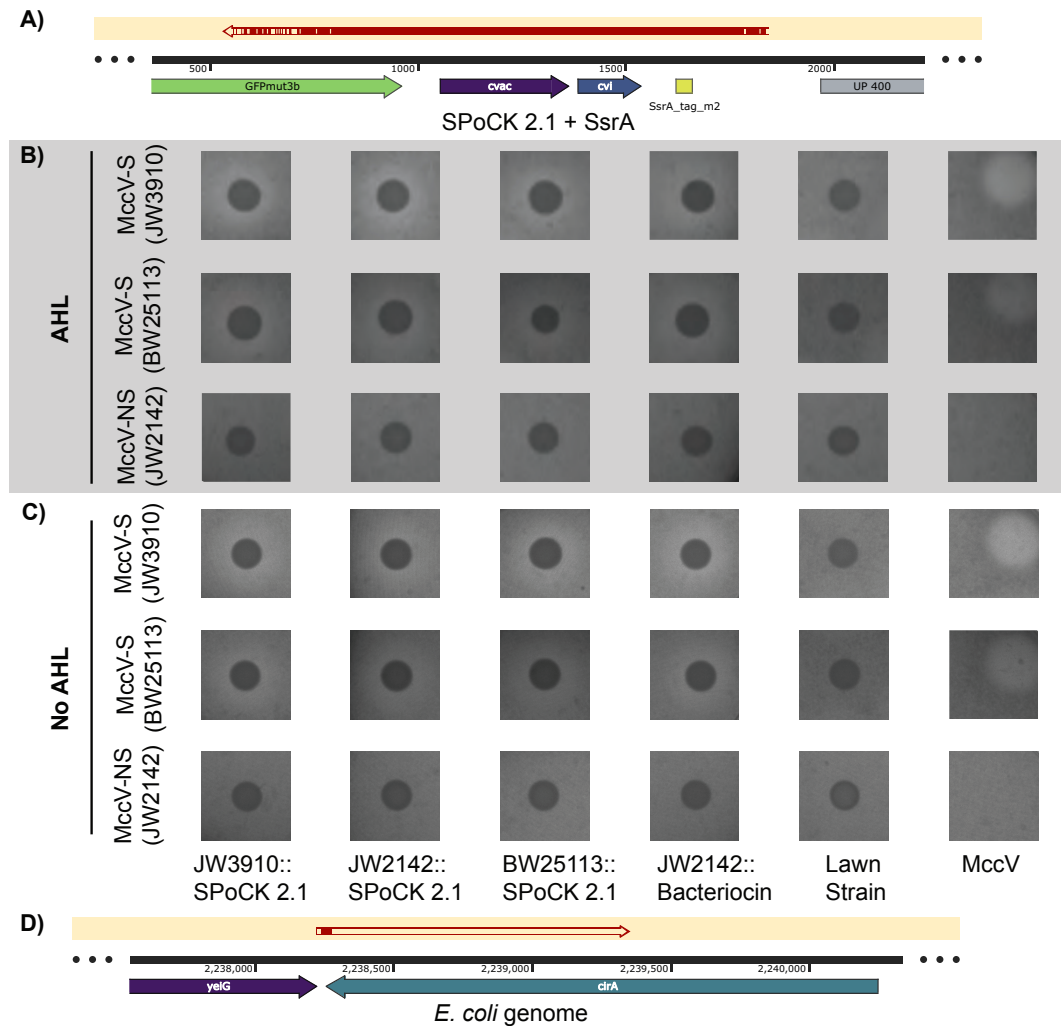 A)
500
1000
1500
2000
GFPmut3b
cvac
cvi
SsrA_tag_m2
UP 400
SPoCK 2.1 + SsrA
B)
AHL
MccV-S
(JW3910)
MccV-S
(BW25113)
MccV-NS
(JW2142)
C)
No AHL
MccV-S
(JW3910)
MccV-S
(BW25113)
MccV-NS
(JW2142)
JW3910::
SPoCK 2.1
JW2142::
SPoCK 2.1
BW25113::
SPoCK 2.1
JW2142::
Bacteriocin
Lawn
Strain
MccV
D)
2,238,000
2,238,500
2,239,000
2,239,500
2,240,000
yeiG
cirA
E. coli genome